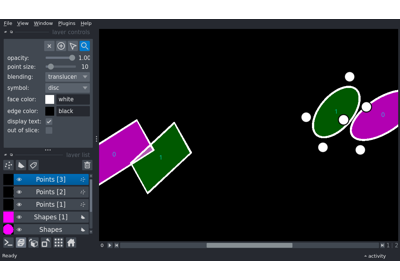 File View Window Plugins Help
layer controls
opacity: 1.00
point size: 10
blending: translucen
symbol: disc
face color: white
edge color: black
display text:
out of slice:
layer list
Points [3]
Points [2]
Points [1]
Shapes [1]
Shapes
0
1
1
0
0
1 2
Ready
activity